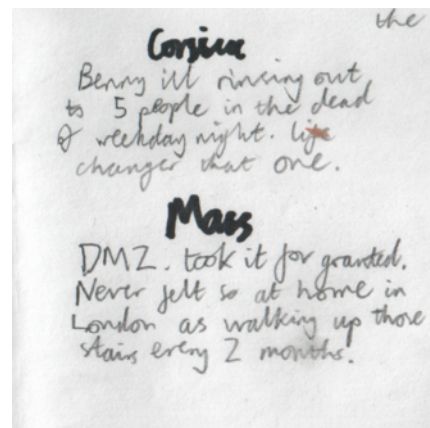 the
Corsica
Benny ill rinsing out
to 5 people in the dead
of weekday night. life
changer that one.
Mass
DMZ. took it for granted.
Never felt so at home in
London as walking up those
stairs every 2 months.